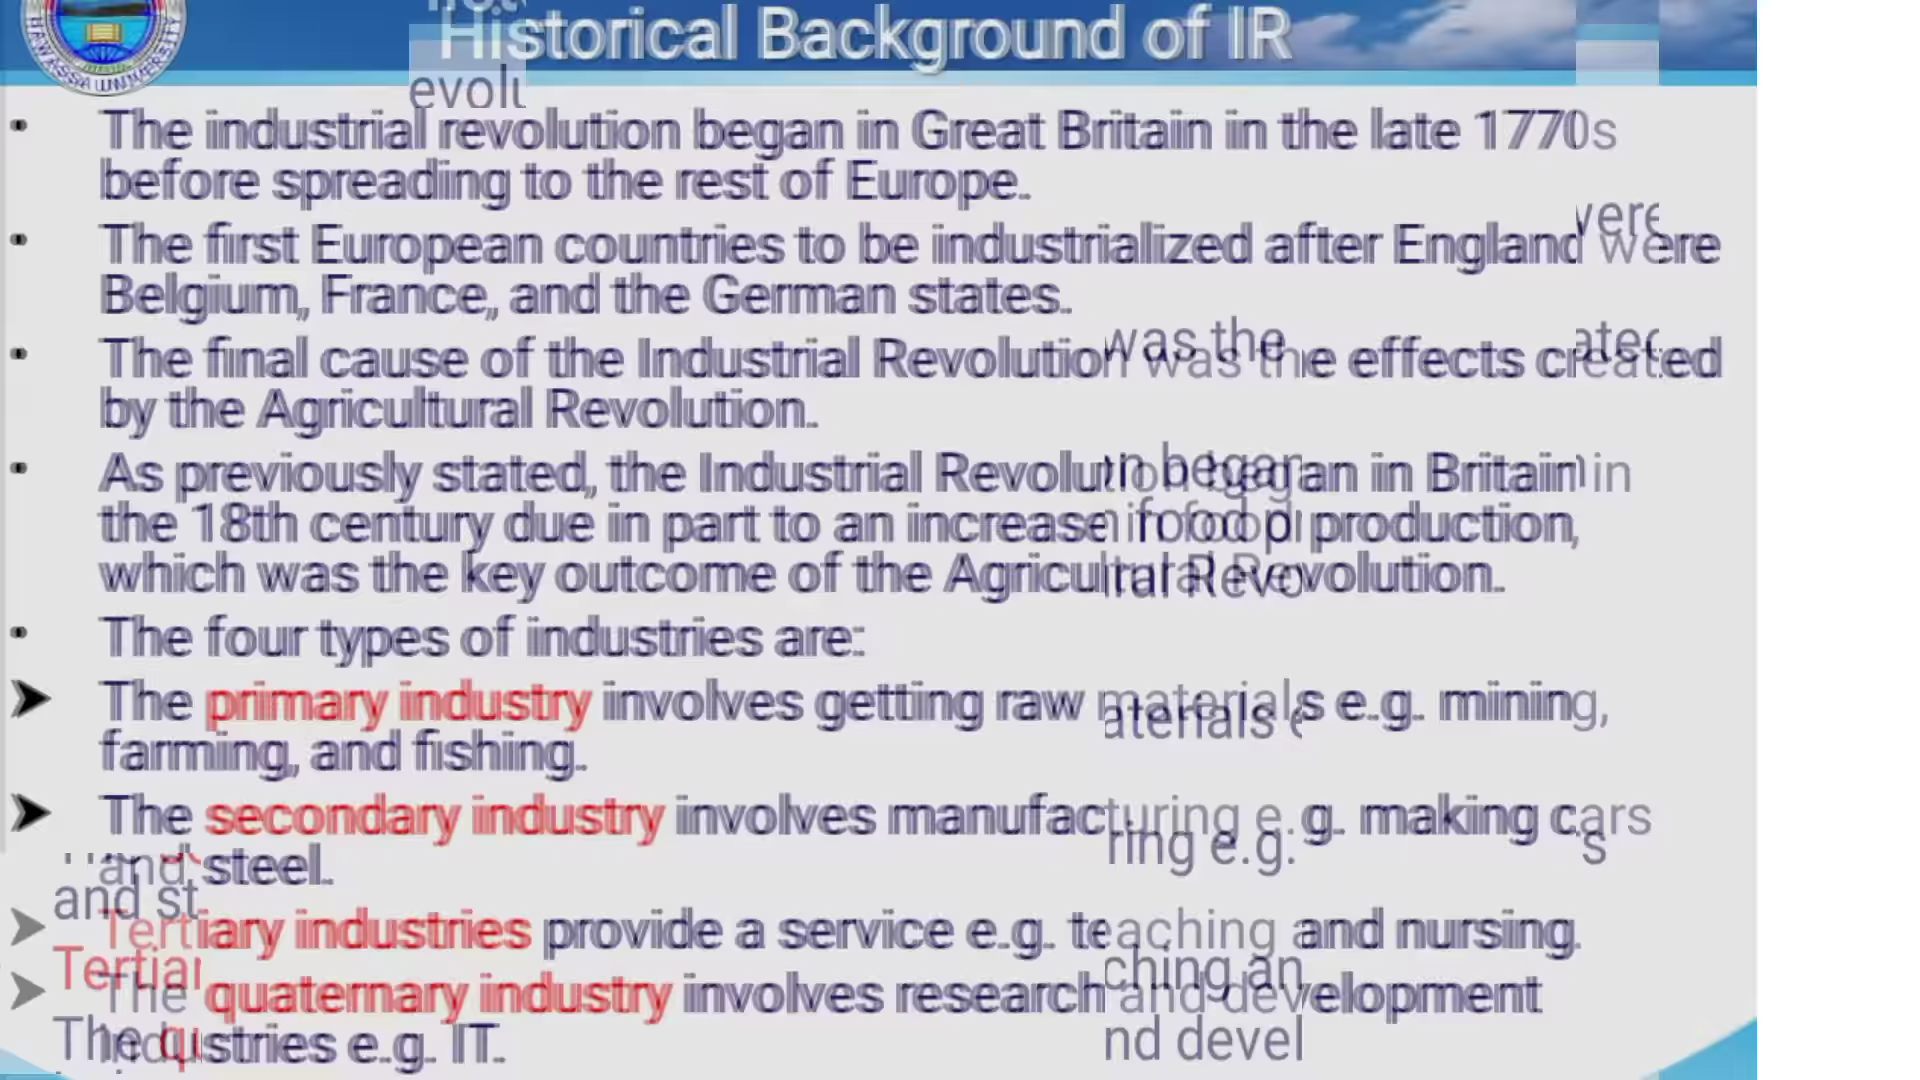 HAWASSA UNIVERSITY
Historical Background of IR
• The industrial revolution began in Great Britain in the late 1770s
before spreading to the rest of Europe.
• The first European countries to be industrialized after England were
Belgium, France, and the German states.
• The final cause of the Industrial Revolution was the effects created
by the Agricultural Revolution.
• As previously stated, the Industrial Revolution began in Britain in
the 18th century due in part to an increase in food production,
which was the key outcome of the Agricultural Revolution.
• The four types of industries are:
➤ The primary industry involves getting raw materials e.g. mining,
farming, and fishing.
➤ The secondary industry involves manufacturing e.g. making cars
and steel.
➤ Tertiary industries provide a service e.g. teaching and nursing.
➤ The quaternary industry involves research and development
industries e.g. IT.